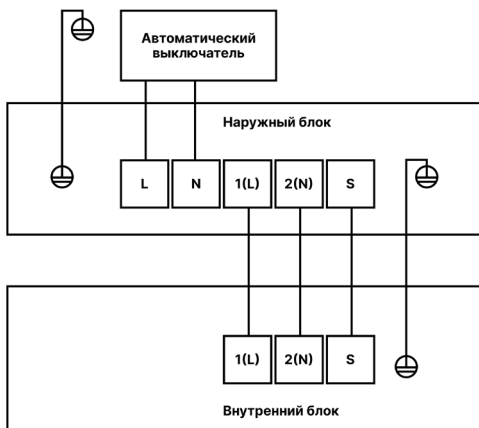 Автоматический
выключатель
Наружный блок
L N 1(L) 2(N) S
1(L) 2(N) S
Внутренний блок